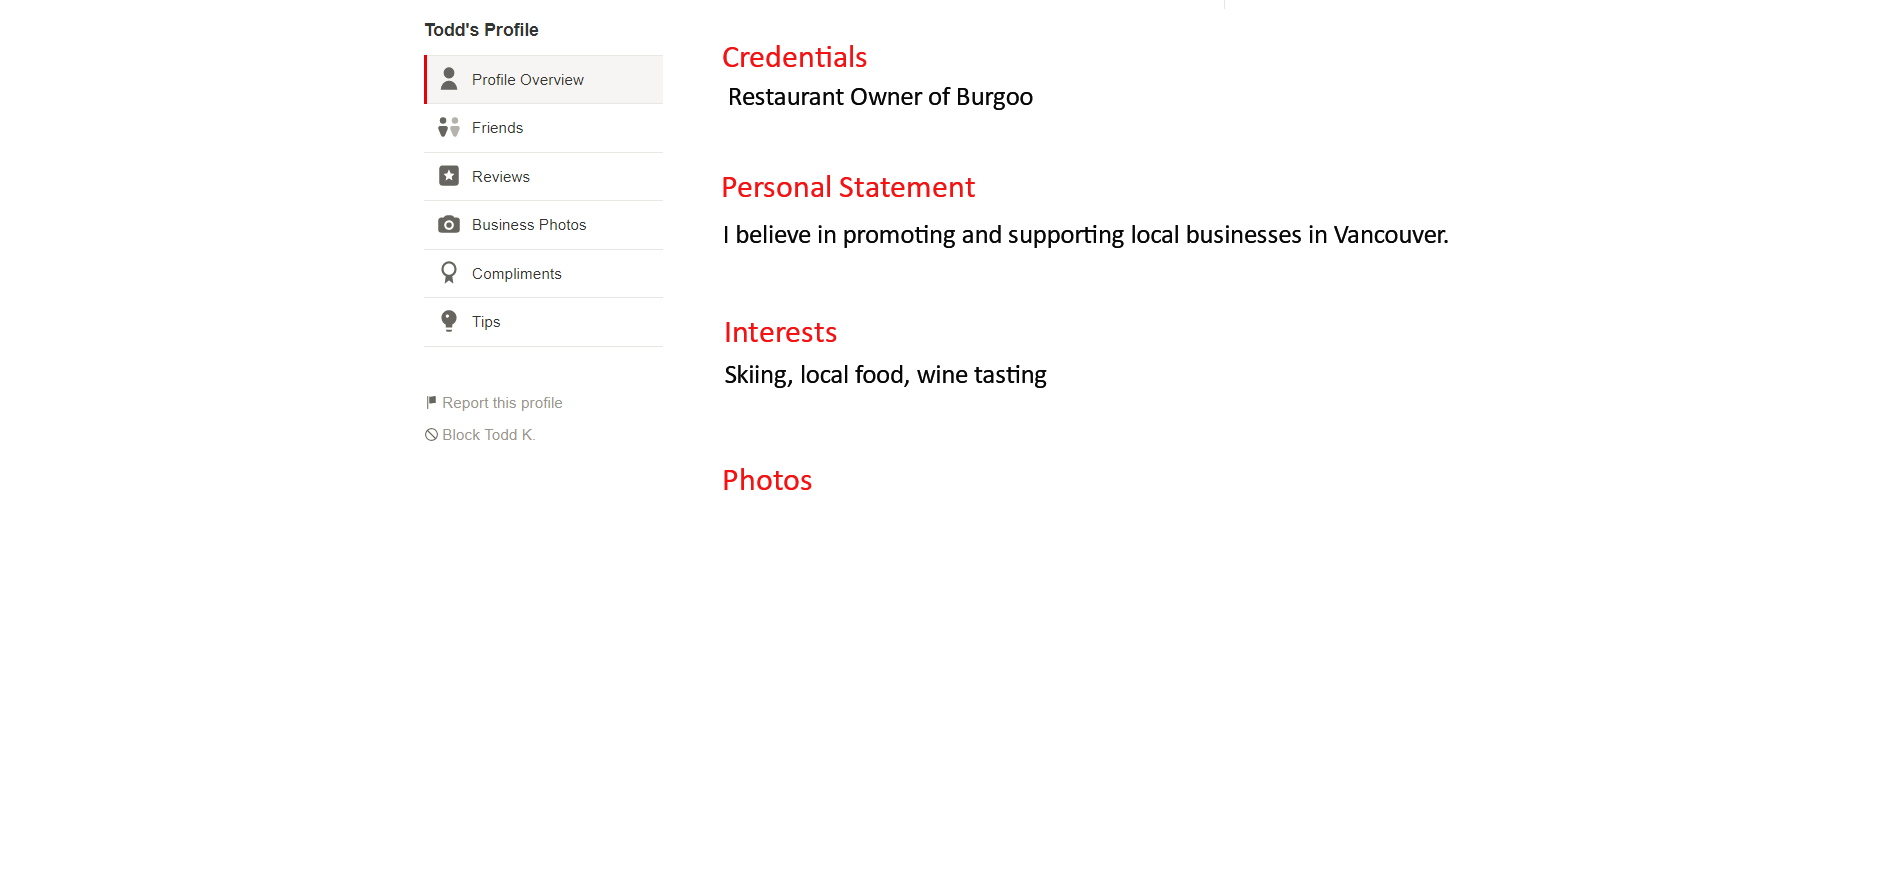 Todd's Profile
Profile Overview
Friends
Reviews
Business Photos
Compliments
Tips
Report this profile
Block Todd K.
Credentials
Restaurant Owner of Burgoo
Personal Statement
I believe in promoting and supporting local businesses in Vancouver.
Interests
Skiing, local food, wine tasting
Photos